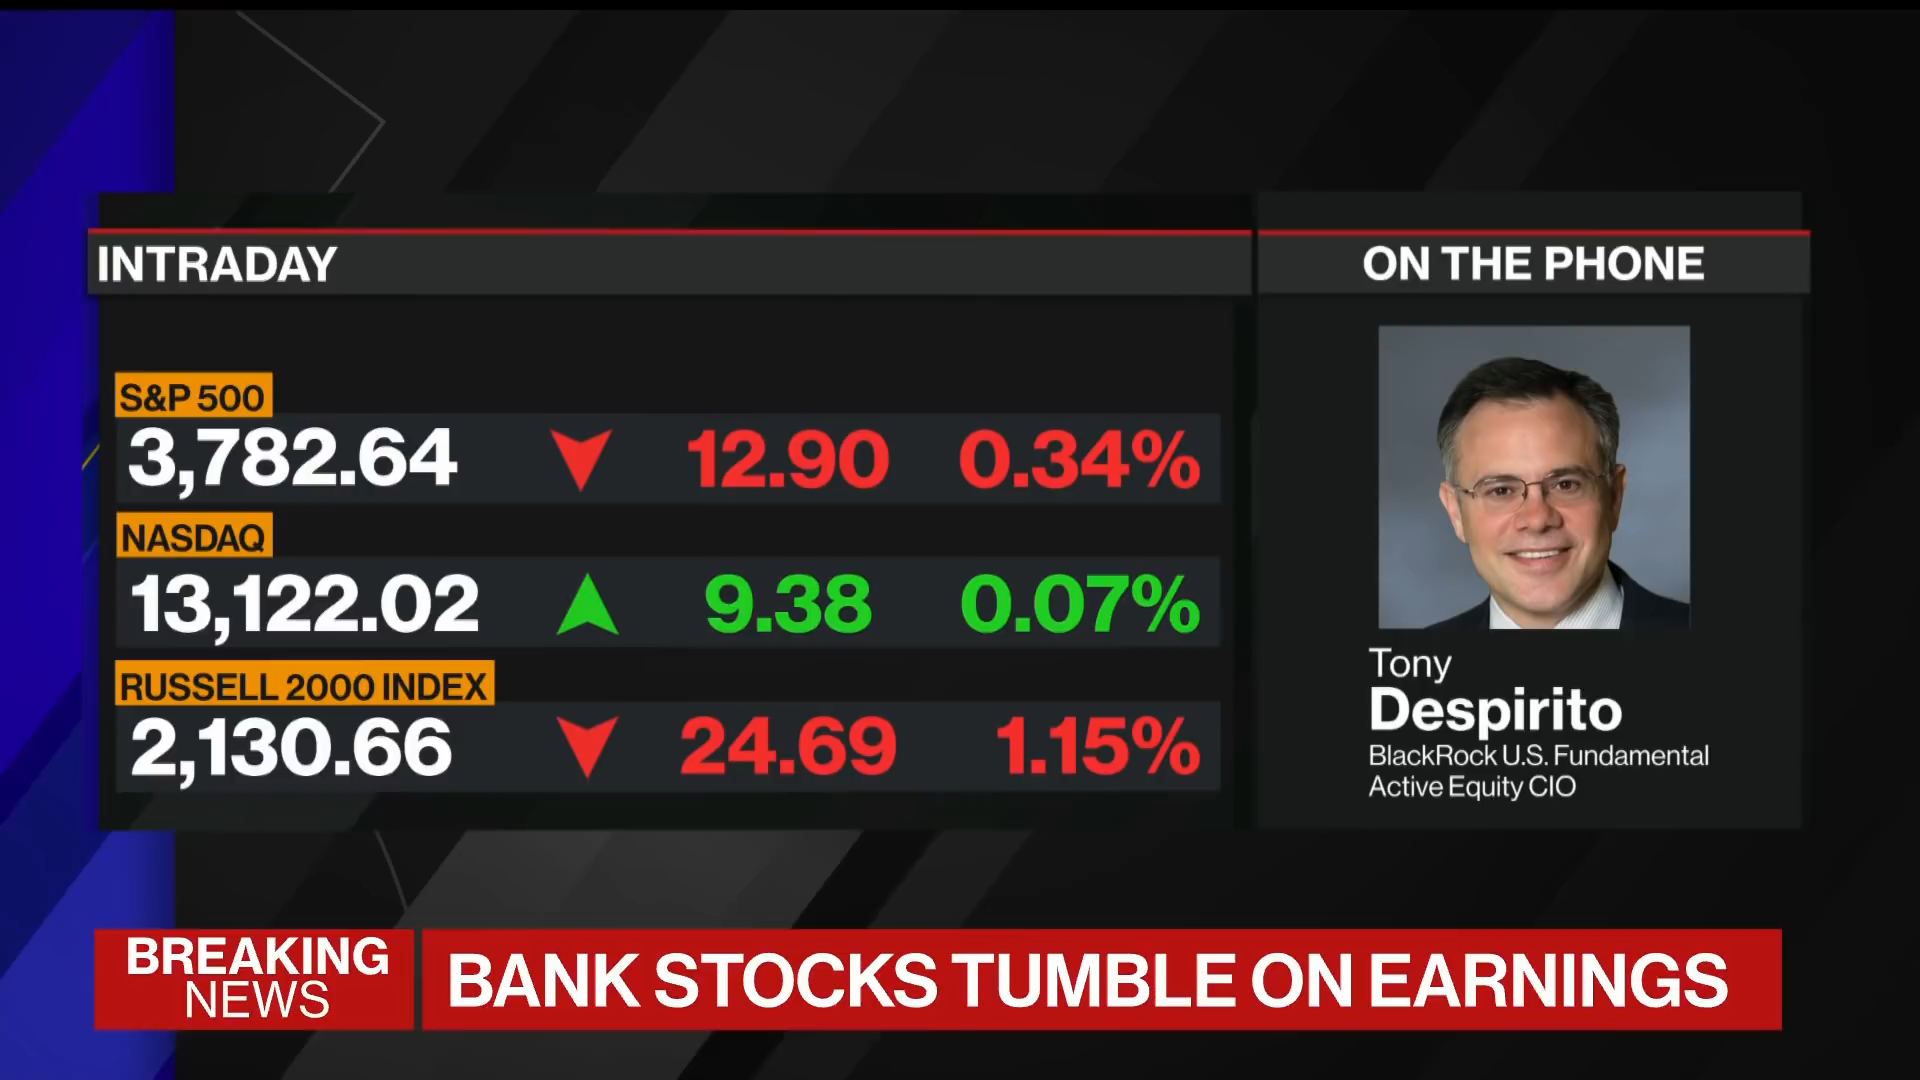 INTRADAY
S&P 500
3,782.64 12.90 0.34%
NASDAQ
13,122.02 9.38 0.07%
RUSSELL 2000 INDEX
2,130.66 24.69 1.15%
ON THE PHONE
Tony
Despirito
BlackRock U.S. Fundamental
Active Equity CIO
BREAKING
NEWS
BANK STOCKS TUMBLE ON EARNINGS